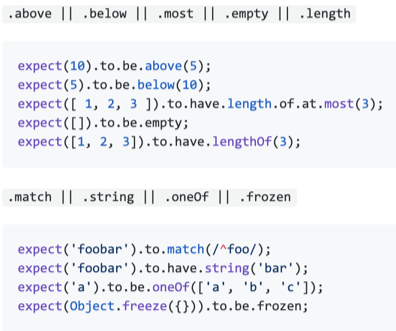 .above || .below || .most || .empty || .length
expect(10).to.be.above(5);
expect(5).to.be.below(10);
expect([ 1, 2, 3 ]).to.have.length.of.at.most(3);
expect([]).to.be.empty;
expect([1, 2, 3]).to.have.lengthOf(3);
.match || .string || .oneOf || .frozen
expect('foobar').to.match(/^foo/);
expect('foobar').to.have.string('bar');
expect('a').to.be.oneOf(['a', 'b', 'c']);
expect(Object.freeze({})).to.be.frozen;